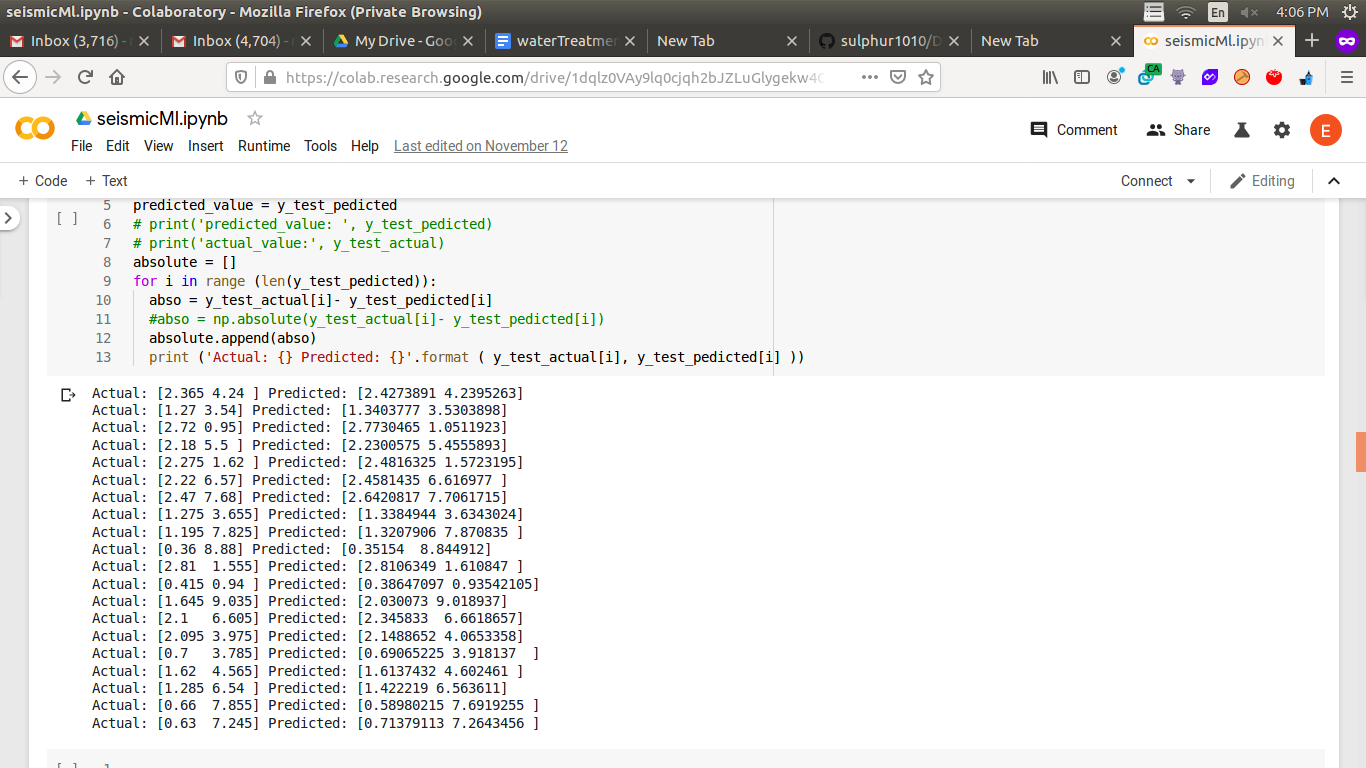 seismicMl.ipynb - Colaboratory - Mozilla Firefox (Private Browsing)
En
4:06 PM
Inbox (3,716) -
Inbox (4,704) -
My Drive - Goo
waterTreatme
New Tab
sulphur1010/D
New Tab
seismicMl.ipyn
https://colab.research.google.com/drive/1dqlz0VAy9lq0cjqh2bJZLuGlygekw4
CA
seismicMl.ipynb
Comment
Share
E
File Edit View Insert Runtime Tools Help Last edited on November 12
+ Code + Text
Connect
Editing
5 predicted_value = y_test_pedicted
[ ]
6 # print('predicted_value: ', y_test_pedicted)
7 # print('actual_value:', y_test_actual)
8 absolute = []
9 for i in range (len(y_test_pedicted)):
10 abso = y_test_actual[i]- y_test_pedicted[i]
11 #abso = np.absolute(y_test_actual[i]- y_test_pedicted[i])
12 absolute.append(abso)
13 print ('Actual: {} Predicted: {}'.format ( y_test_actual[i], y_test_pedicted[i] ))
Actual: [2.365 4.24 ] Predicted: [2.4273891 4.2395263]
Actual: [1.27 3.54] Predicted: [1.3403777 3.5303898]
Actual: [2.72 0.95] Predicted: [2.7730465 1.0511923]
Actual: [2.18 5.5 ] Predicted: [2.2300575 5.4555893]
Actual: [2.275 1.62 ] Predicted: [2.4816325 1.5723195]
Actual: [2.22 6.57] Predicted: [2.4581435 6.616977 ]
Actual: [2.47 7.68] Predicted: [2.6420817 7.7061715]
Actual: [1.275 3.655] Predicted: [1.3384944 3.6343024]
Actual: [1.195 7.825] Predicted: [1.3207906 7.870835 ]
Actual: [0.36 8.88] Predicted: [0.35154  8.844912]
Actual: [2.81  1.555] Predicted: [2.8106349 1.610847 ]
Actual: [0.415 0.94 ] Predicted: [0.38647097 0.93542105]
Actual: [1.645 9.035] Predicted: [2.030073 9.018937]
Actual: [2.1   6.605] Predicted: [2.345833  6.6618657]
Actual: [2.095 3.975] Predicted: [2.1488652 4.0653358]
Actual: [0.7   3.785] Predicted: [0.69065225 3.918137  ]
Actual: [1.62  4.565] Predicted: [1.6137432 4.602461 ]
Actual: [1.285 6.54 ] Predicted: [1.422219 6.563611]
Actual: [0.66  7.855] Predicted: [0.58980215 7.6919255 ]
Actual: [0.63  7.245] Predicted: [0.71379113 7.2643456 ]
[ ] 1